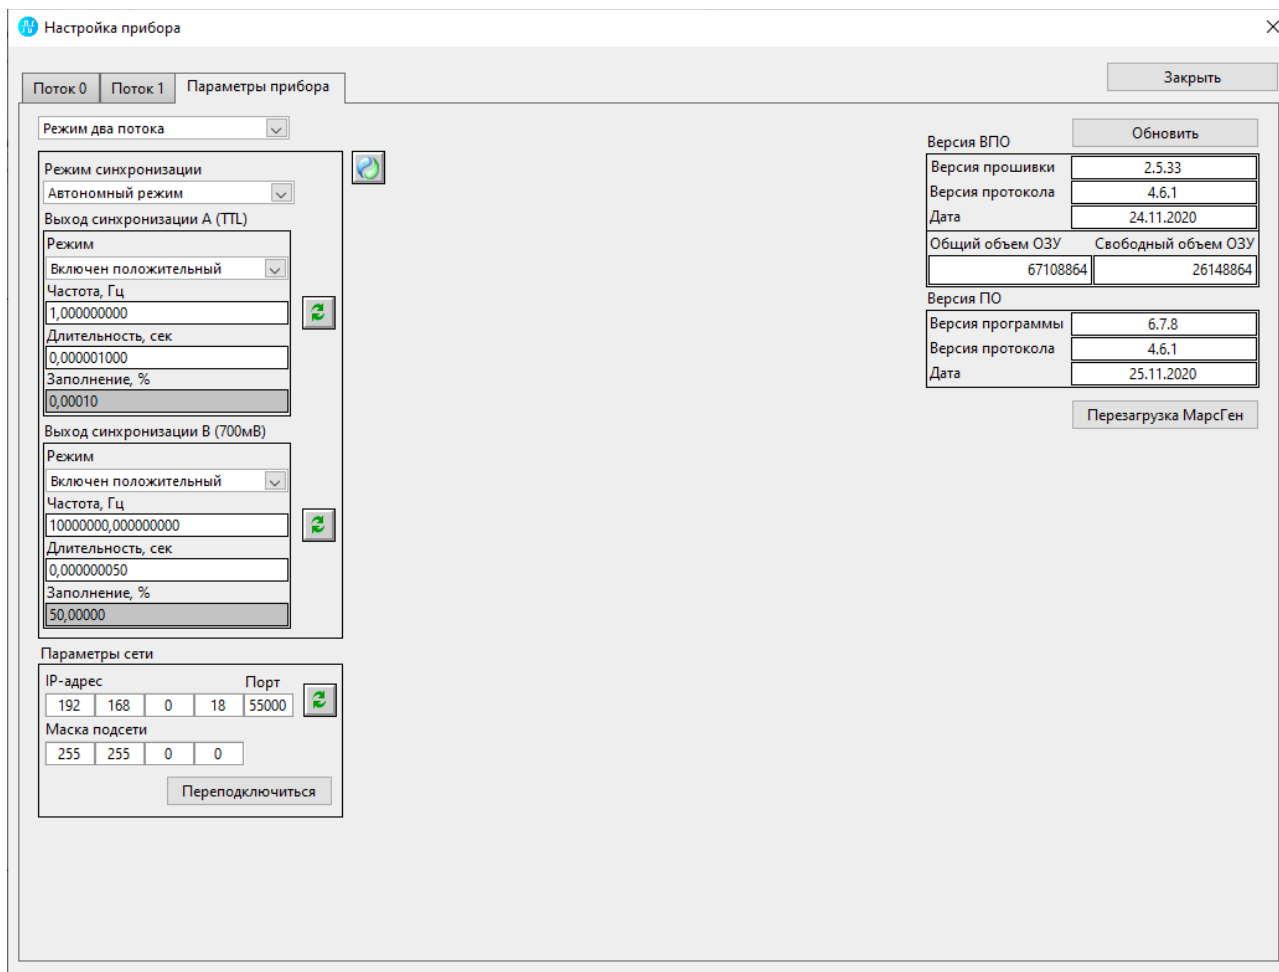 Настройка прибора
Поток 0 Поток 1 Параметры прибора
Закрыть
Режим два потока
Режим синхронизации
Автономный режим
Выход синхронизации А (TTL)
Режим
Включен положительный
Частота, Гц
1,000000000
Длительность, сек
0,000001000
Заполнение, %
0,00010
Выход синхронизации В (700мВ)
Режим
Включен положительный
Частота, Гц
10000000,000000000
Длительность, сек
0,000000050
Заполнение, %
50,00000
Параметры сети
IP-адрес Порт
192 168 0 18 55000
Маска подсети
255 255 0 0
Переподключиться
Обновить
Версия ВПО
Версия прошивки 2.5.33
Версия протокола 4.6.1
Дата 24.11.2020
Общий объем ОЗУ Свободный объем ОЗУ
67108864 26148864
Версия ПО
Версия программы 6.7.8
Версия протокола 4.6.1
Дата 25.11.2020
Перезагрузка МарсГен